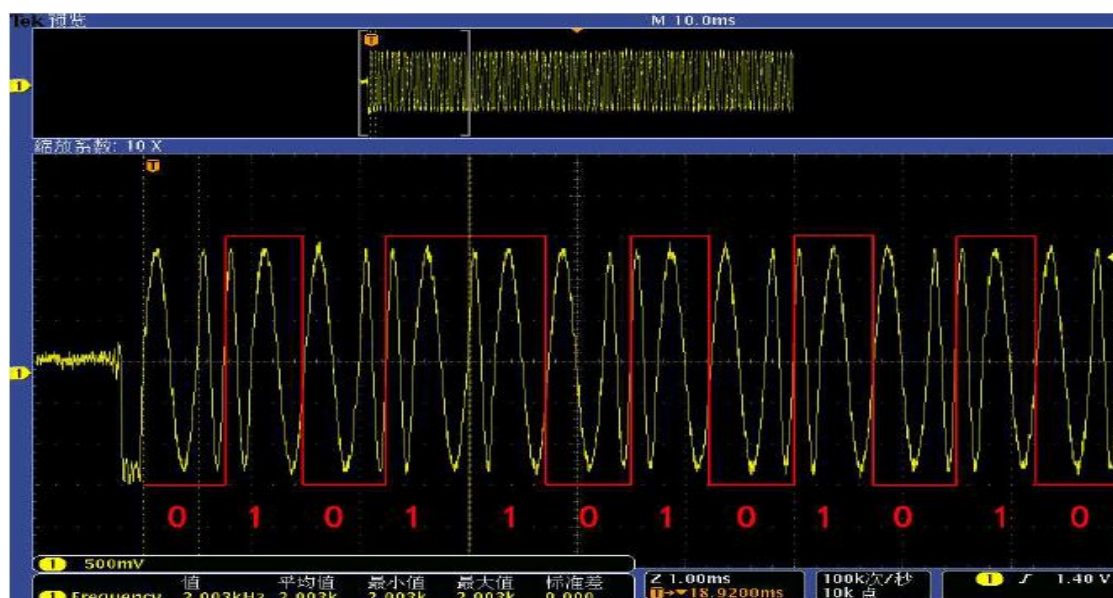 Tek 预览 M 10.0ms
T
1
缩放系数: 10 X
T
1
0 1 0 1 1 0 1 0 1 0 1 0
1 500mV
值 平均值 最小值 最大值 标准差
1 Frequency 2.003kHz 2.003k 2.003k 2.003k 0.000
Z 1.00ms
T→▼18.9200ms
100k次/秒
10k 点
1 ƒ 1.40 V